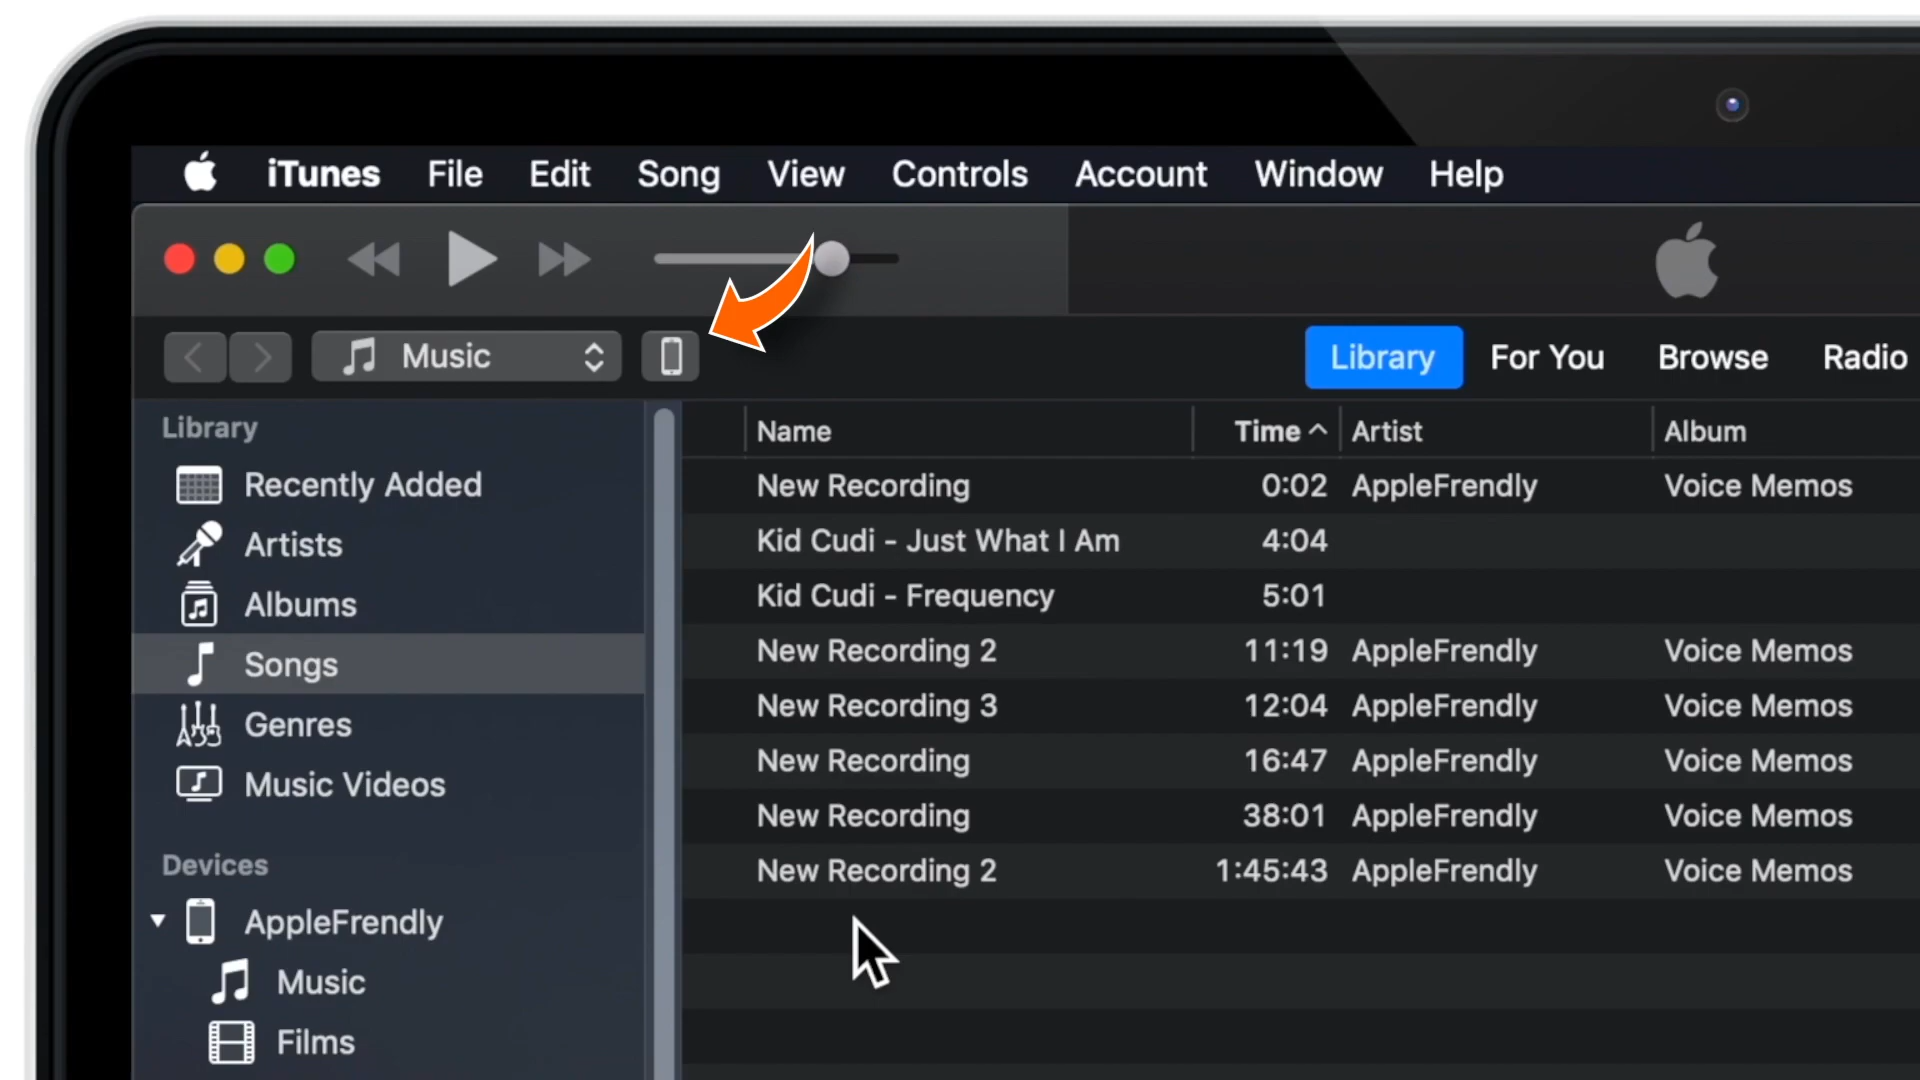 iTunes File Edit Song View Controls Account Window Help
Music Library For You Browse Radio
Library
Recently Added
Artists
Albums
Songs
Genres
Music Videos
Devices
AppleFrendly
Music
Films
Name Time Artist Album
New Recording 0:02 AppleFrendly Voice Memos
Kid Cudi - Just What I Am 4:04
Kid Cudi - Frequency 5:01
New Recording 2 11:19 AppleFrendly Voice Memos
New Recording 3 12:04 AppleFrendly Voice Memos
New Recording 16:47 AppleFrendly Voice Memos
New Recording 38:01 AppleFrendly Voice Memos
New Recording 2 1:45:43 AppleFrendly Voice Memos